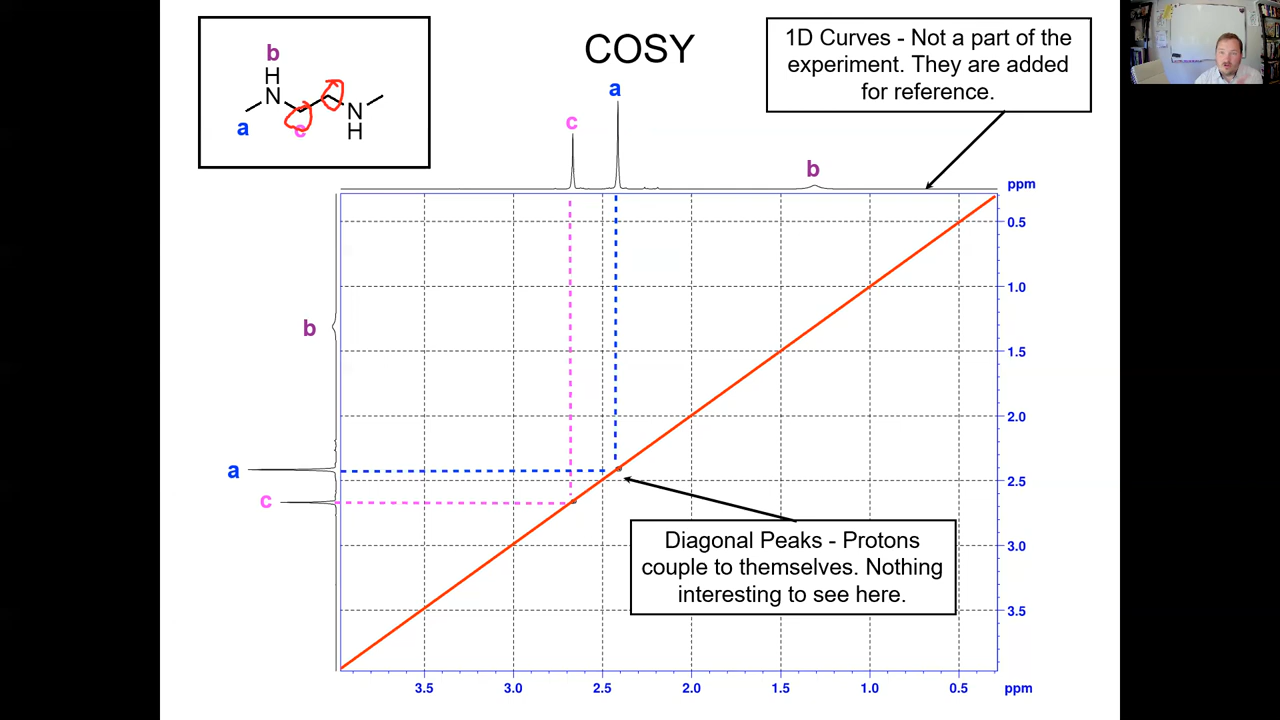 COSY
b
H
N
a
c
N
H
1D Curves - Not a part of the
experiment. They are added
for reference.
a
c
b
ppm
0.5
1.0
1.5
2.0
2.5
3.0
3.5
b
a
c
Diagonal Peaks - Protons
couple to themselves. Nothing
interesting to see here.
3.5 3.0 2.5 2.0 1.5 1.0 0.5 ppm